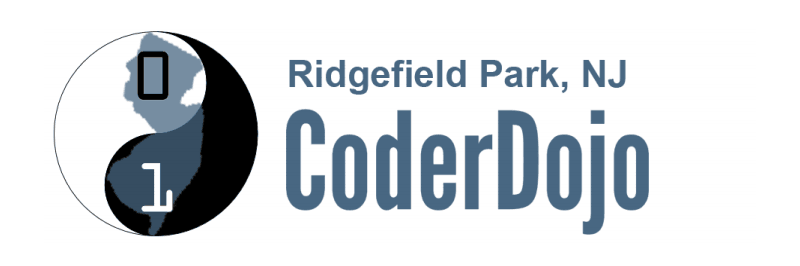 0
1
Ridgefield Park, NJ
CoderDojo